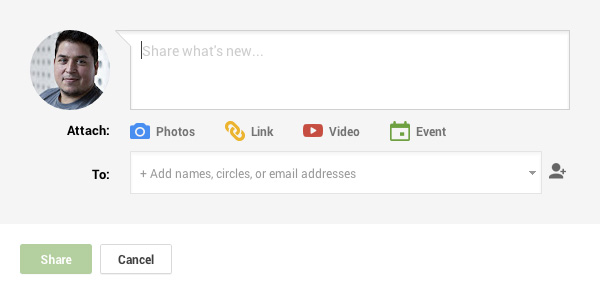 Share what's new...
Attach: Photos Link Video Event
To: + Add names, circles, or email addresses
Share Cancel